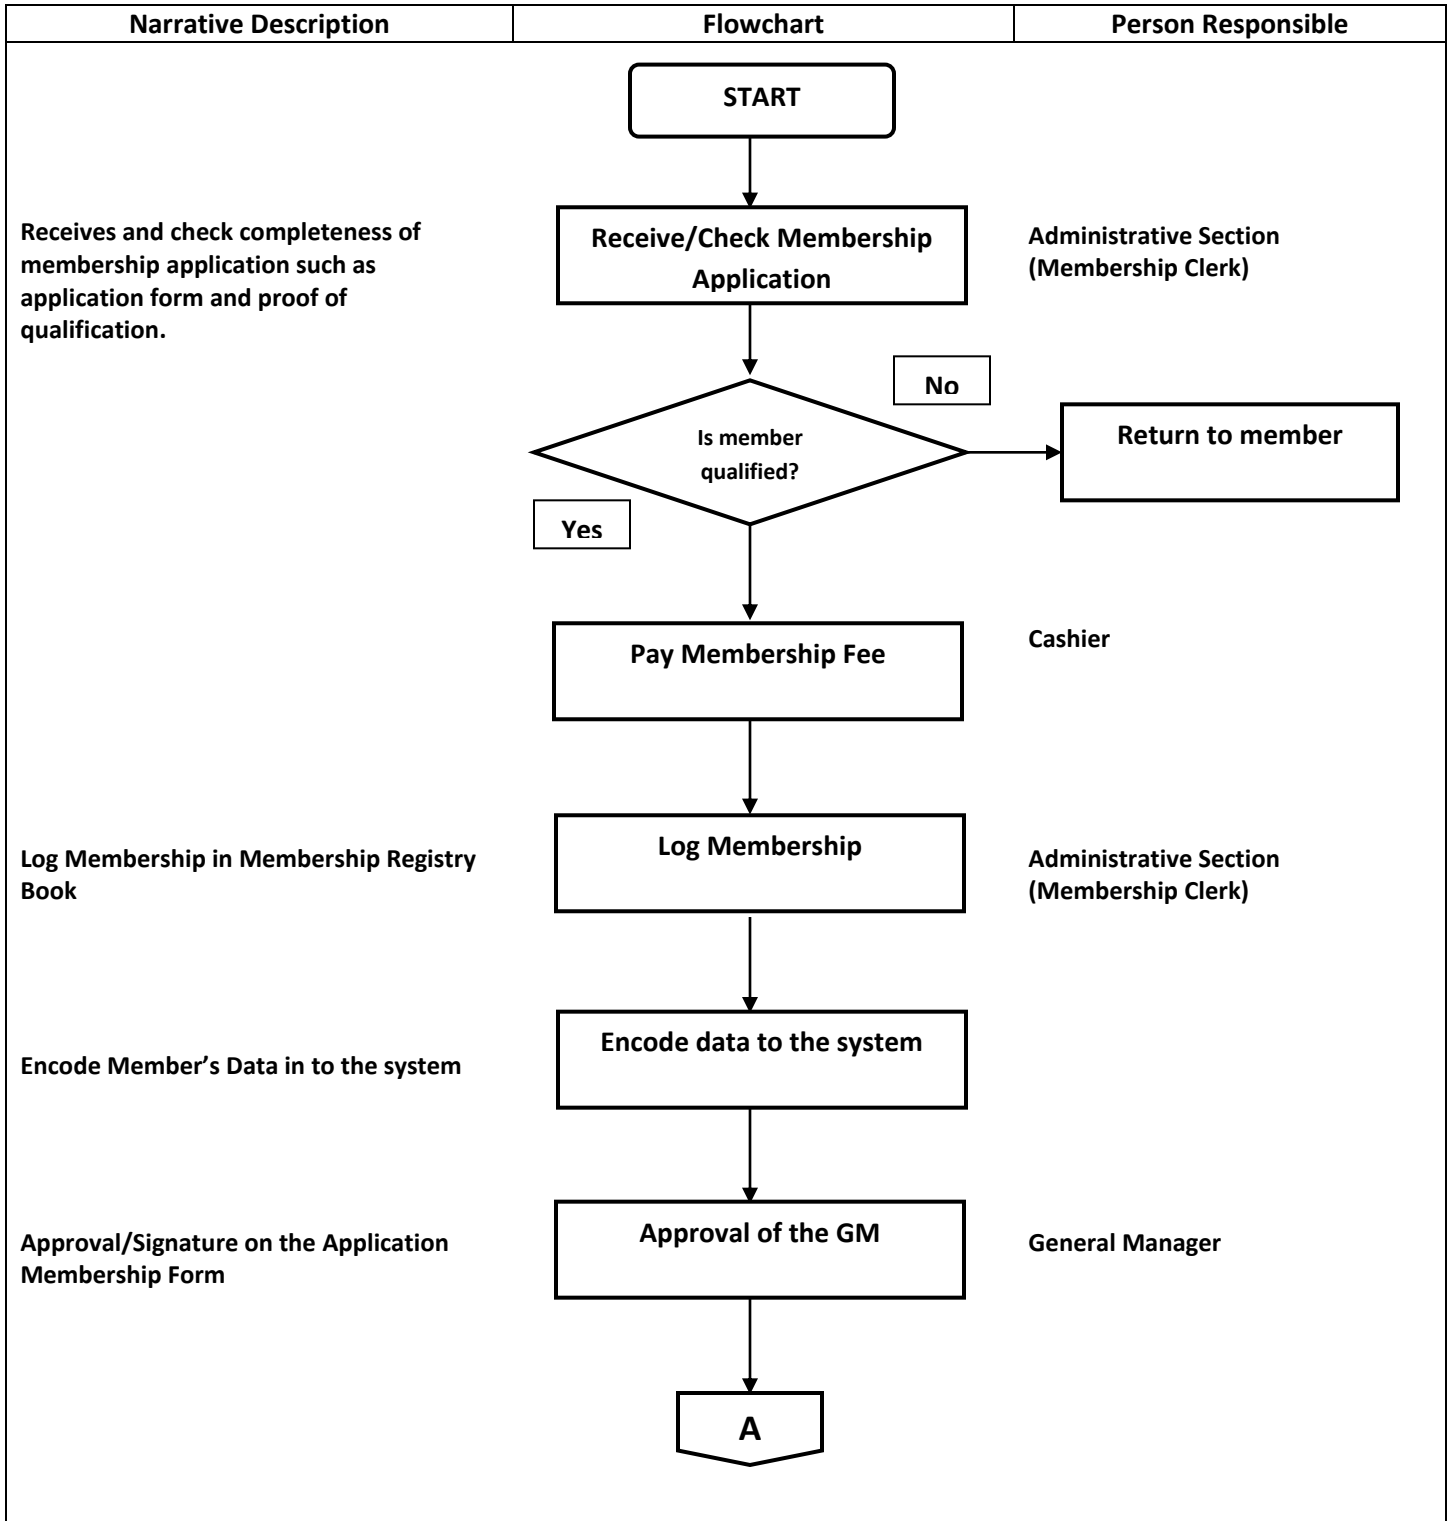 Narrative Description
Flowchart
Person Responsible
START
Receives and check completeness of
membership application such as
application form and proof of
qualification.
Receive/Check Membership
Application
Administrative Section
(Membership Clerk)
No
Is member
qualified?
Return to member
Yes
Pay Membership Fee
Cashier
Log Membership in Membership Registry
Book
Log Membership
Administrative Section
(Membership Clerk)
Encode Member’s Data in to the system
Encode data to the system
Approval/Signature on the Application
Membership Form
Approval of the GM
General Manager
A